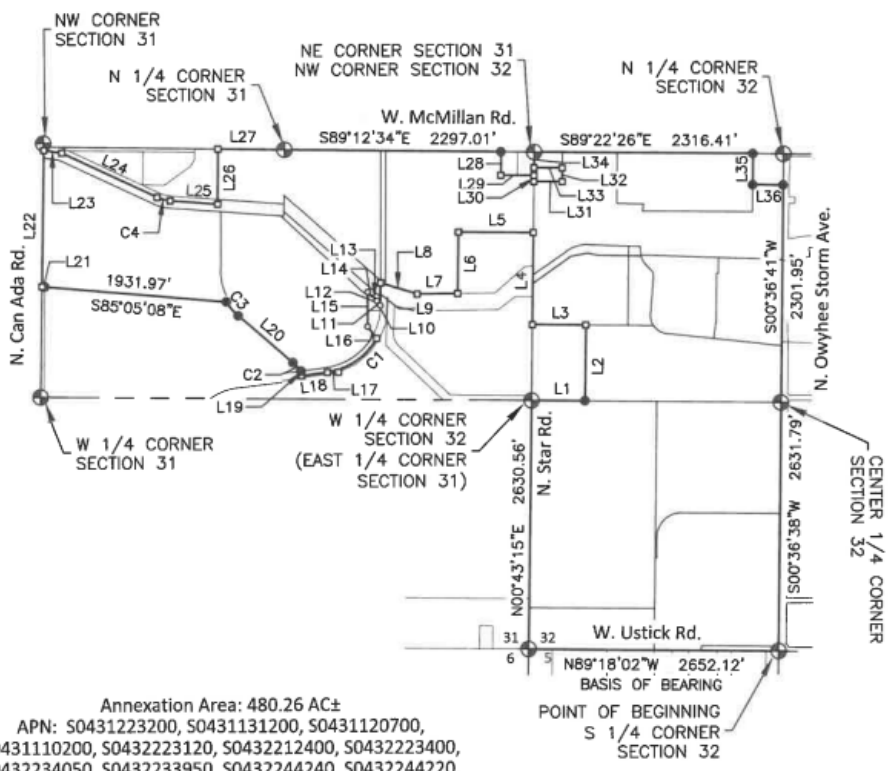 NW CORNER
SECTION 31
N 1/4 CORNER
SECTION 31
NE CORNER SECTION 31
NW CORNER SECTION 32
N 1/4 CORNER
SECTION 32
W. McMillan Rd.
S89°12'34"E 2297.01'
S89°22'26"E 2316.41'
L27
L24
L26
L25
L23
C4
L22
L21
N. Can Ada Rd.
1931.97'
S85°05'08"E
C3
L20
C2
L19
L18
L17
C1
L16
L11
L15
L12
L14
L13
L8
L7
L9
L10
L6
L5
L4
L3
L2
L1
L28
L29
L30
L34
L32
L33
L31
L35
L36
S00°36'41"W
2301.95'
N. Owyhee Storm Ave.
W 1/4 CORNER
SECTION 31
W 1/4 CORNER
SECTION 32
(EAST 1/4 CORNER
SECTION 31)
N00°43'15"E 2630.56'
N. Star Rd.
S00°36'38"W 2631.79'
CENTER 1/4 CORNER
SECTION 32
31 32
6 5
W. Ustick Rd.
N89°18'02"W 2652.12'
BASIS OF BEARING
POINT OF BEGINNING
S 1/4 CORNER
SECTION 32
Annexation Area: 480.26 AC±
APN: S0431223200, S0431131200, S0431120700,
0431110200, S0432223120, S0432212400, S0432223400,
0432234050, S0432233950, S0432244240, S0432244220